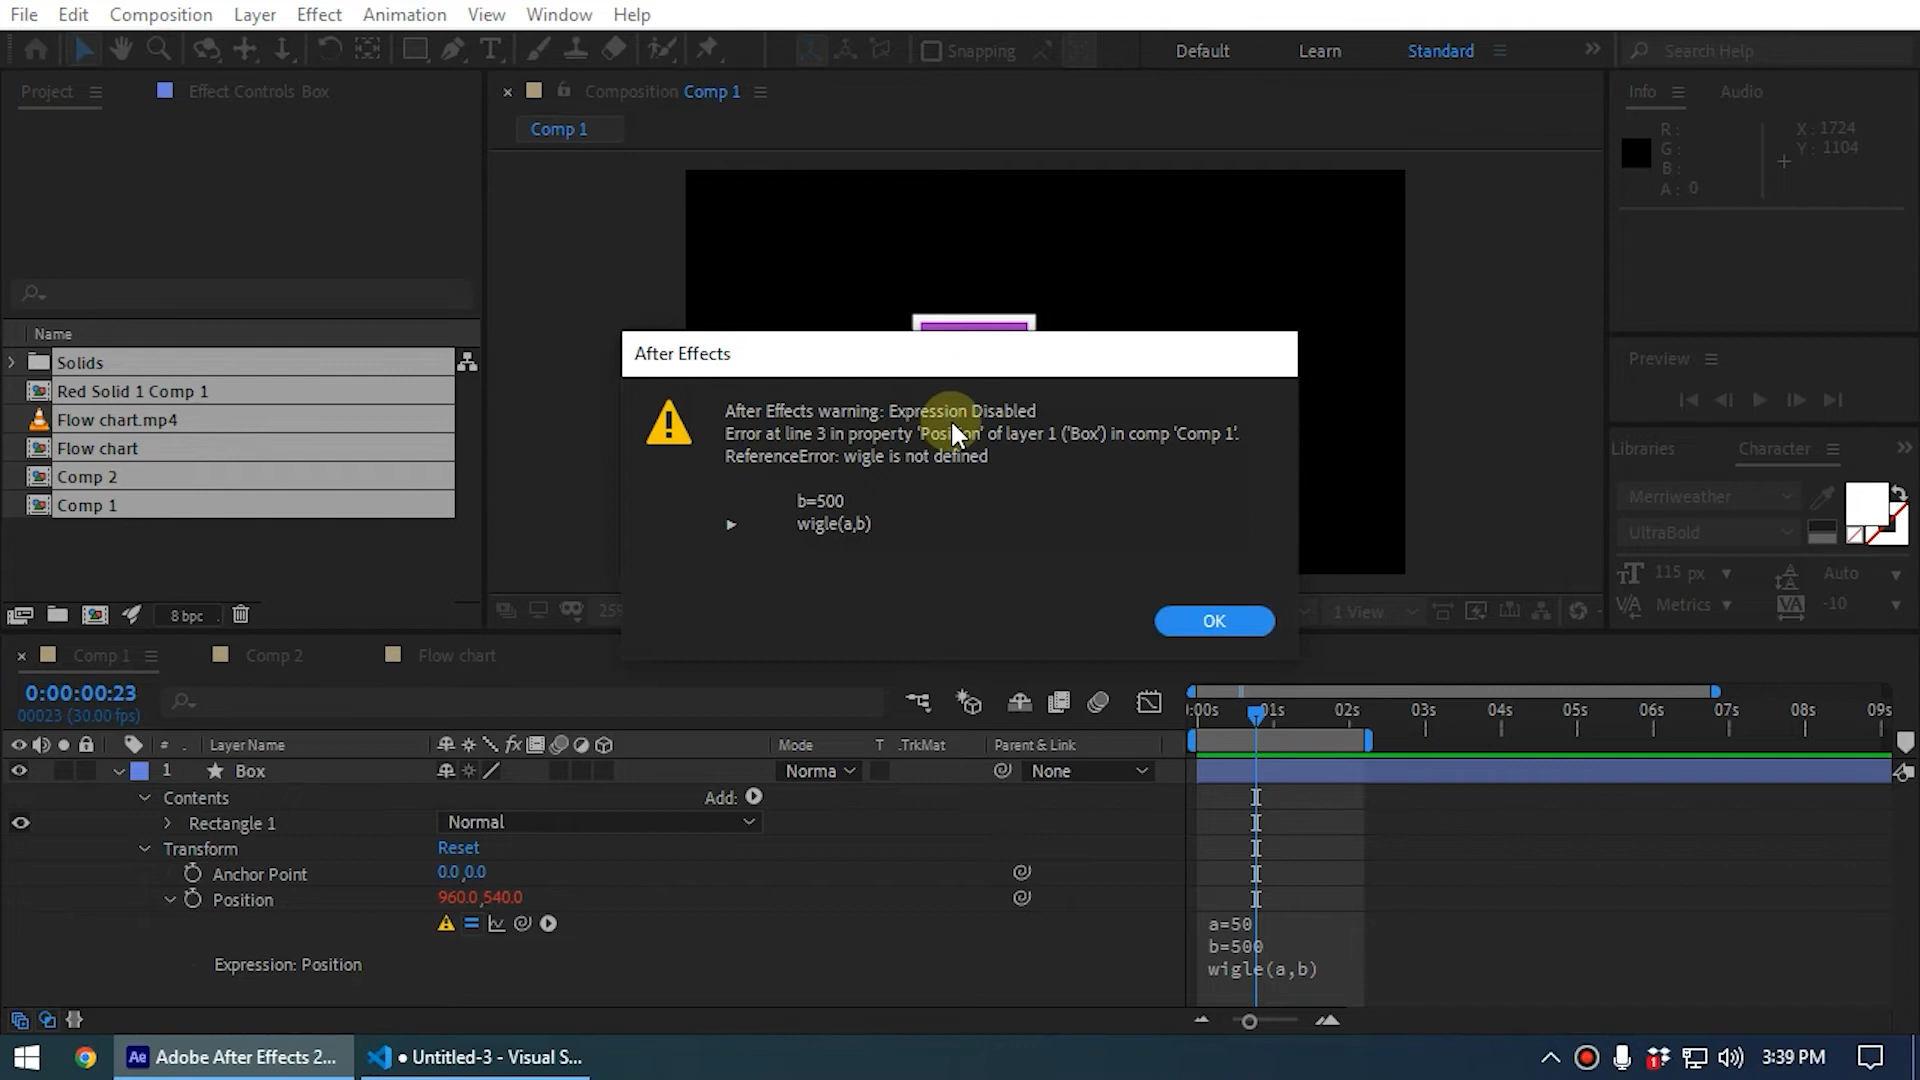 File Edit Composition Layer Effect Animation View Window Help
Snapping
Default Learn Standard
Search Help
Project
Effect Controls Box
Composition Comp 1
Comp 1
Info Audio
R:
G:
B:
A: 0
X: 1724
Y: 1104
Name
Solids
Red Solid 1 Comp 1
Flow chart.mp4
Flow chart
Comp 2
Comp 1
8 bpc
After Effects
After Effects warning: Expression Disabled
Error at line 3 in property 'Position' of layer 1 ('Box') in comp 'Comp 1'.
ReferenceError: wigle is not defined
b=500
wigle(a,b)
OK
1 View
Preview
Libraries Character
Merriweather
UltraBold
115 px Auto
Metrics -10
Comp 1 Comp 2 Flow chart
0:00:00:23
00023 (30.00 fps)
:00s 01s 02s 03s 04s 05s 06s 07s 08s 09s
# Layer Name Mode T .TrkMat Parent & Link
1 Box Norma None
Contents Add:
Rectangle 1 Normal
Transform Reset
Anchor Point 0.0,0.0
Position 960.0,540.0
Expression: Position
a=50
b=500
wigle(a,b)
Ae Adobe After Effects 2... ● Untitled-3 - Visual S...
3:39 PM